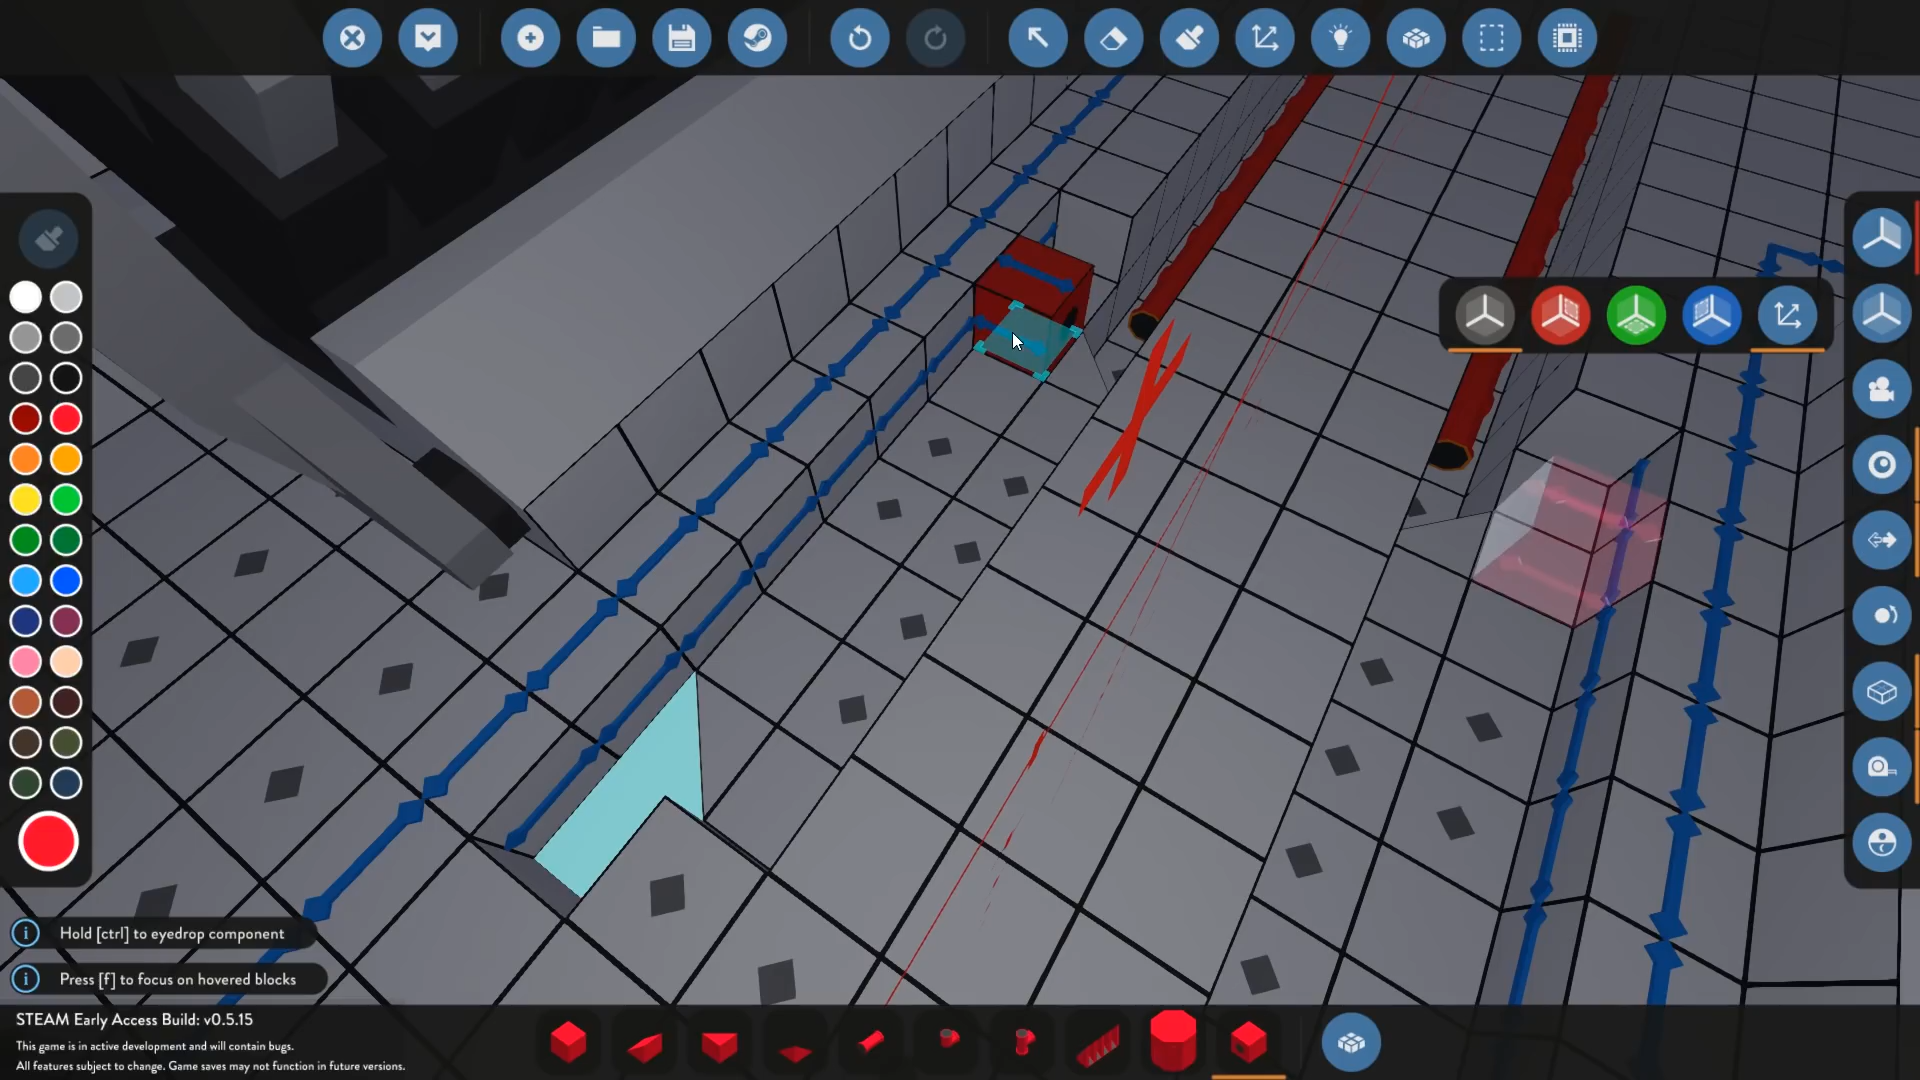 Hold [ctrl] to eyedrop component
Press [f] to focus on hovered blocks
STEAM Early Access Build: v0.5.15
This game is in active development and will contain bugs.
All features subject to change. Game saves may not function in future versions.